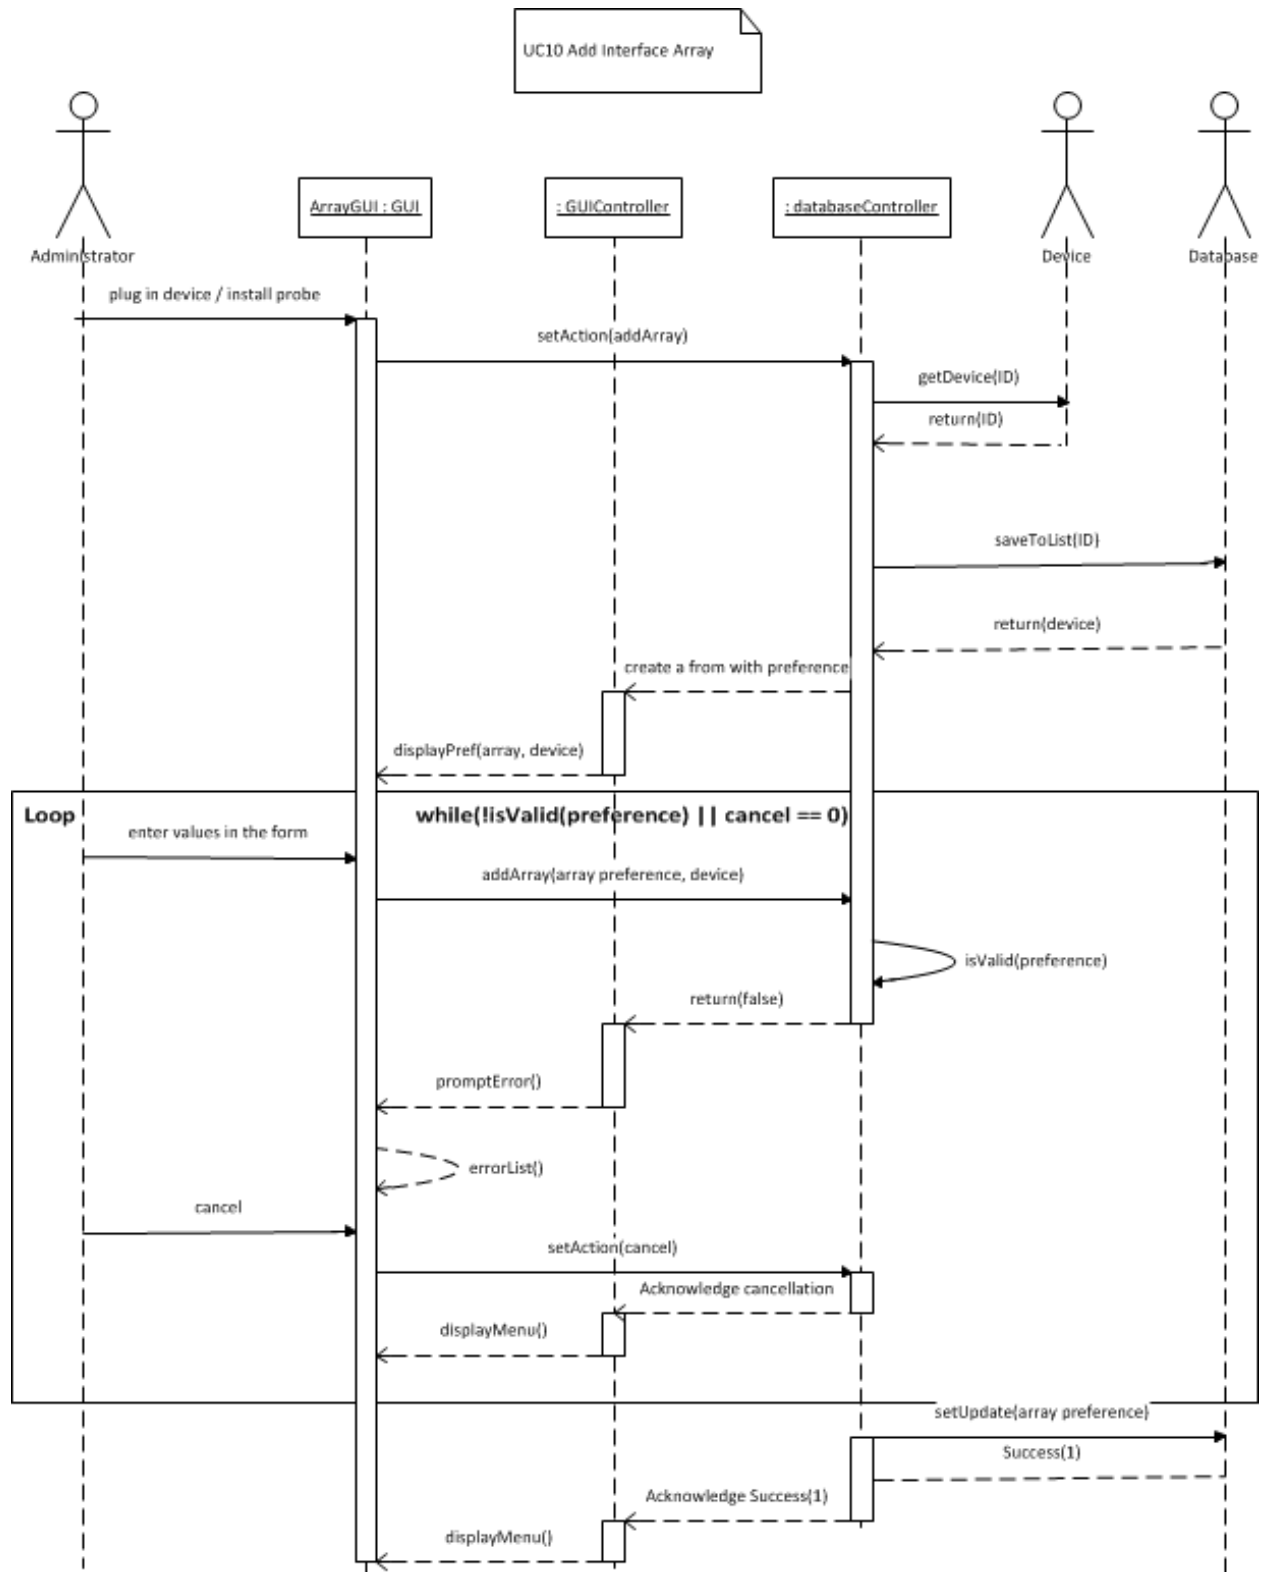 UC10 Add Interface Array
ArrayGUI : GUI
: GUIController
: databaseController
Administrator
Device
Database
plug in device / install probe
setAction(addArray)
getDevice(ID)
return(ID)
saveToList(ID)
return(device)
create a from with preference
displayPref(array, device)
Loop
while(!isValid(preference) || cancel == 0)
enter values in the form
addArray(array preference, device)
isValid(preference)
return(false)
promptError()
errorList()
cancel
setAction(cancel)
Acknowledge cancellation
displayMenu()
setUpdate(array preference)
Success(1)
Acknowledge Success(1)
displayMenu()